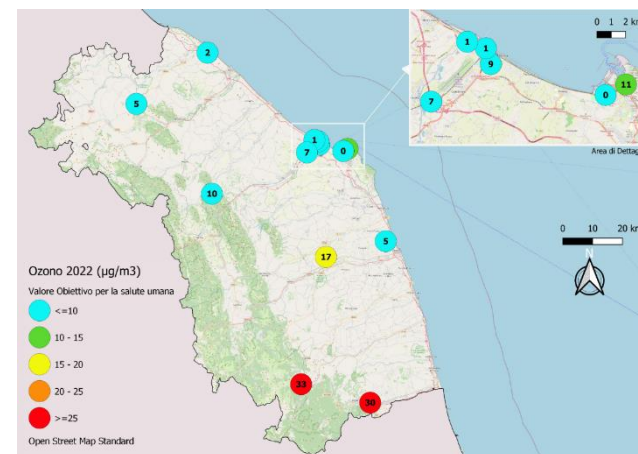 2
5
1
7
0
10
17
5
33
30
1
1
9
7
0
11
0 1 2 km
Area di Dettag
0 10 20 km
N
Ozono 2022 (µg/m3)
Valore Obiettivo per la salute umana
<=10
10 - 15
15 - 20
20 - 25
>=25
Open Street Map Standard